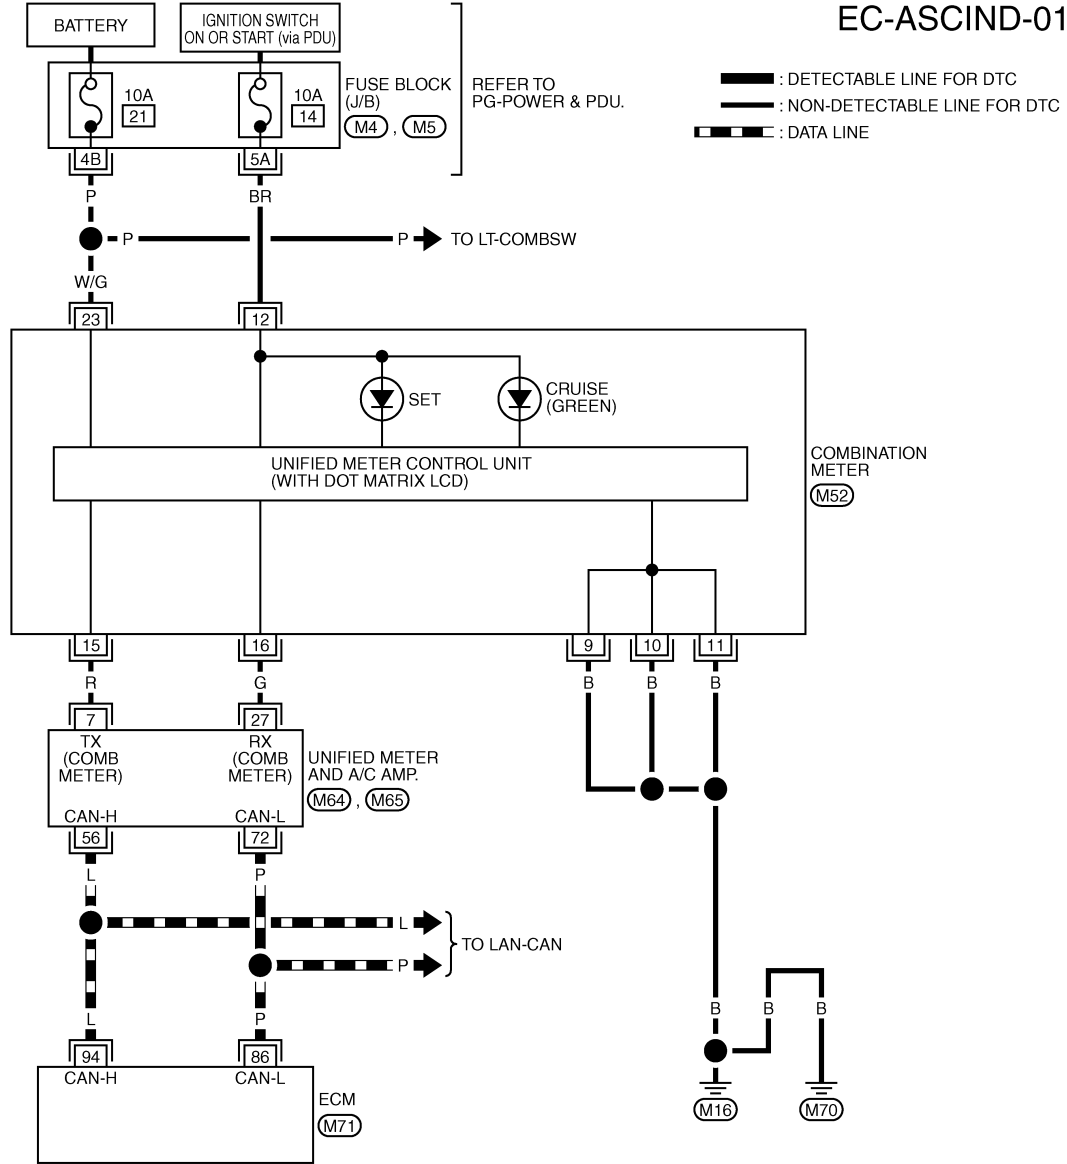 EC-ASCIND-01
BATTERY
IGNITION SWITCH
ON OR START (via PDU)
10A
21
10A
14
FUSE BLOCK
(J/B)
M4 , M5
REFER TO
PG-POWER & PDU.
: DETECTABLE LINE FOR DTC
: NON-DETECTABLE LINE FOR DTC
: DATA LINE
4B
5A
P
BR
P
P
TO LT-COMBSW
W/G
23
12
SET
CRUISE
(GREEN)
UNIFIED METER CONTROL UNIT
(WITH DOT MATRIX LCD)
COMBINATION
METER
M52
15
16
9
10
11
R
G
B
B
B
7
27
TX
(COMB
METER)
RX
(COMB
METER)
UNIFIED METER
AND A/C AMP.
M64 , M65
CAN-H
CAN-L
56
72
L
P
L
P
TO LAN-CAN
L
P
B
B
B
94
86
CAN-H
CAN-L
ECM
M71
M16
M70